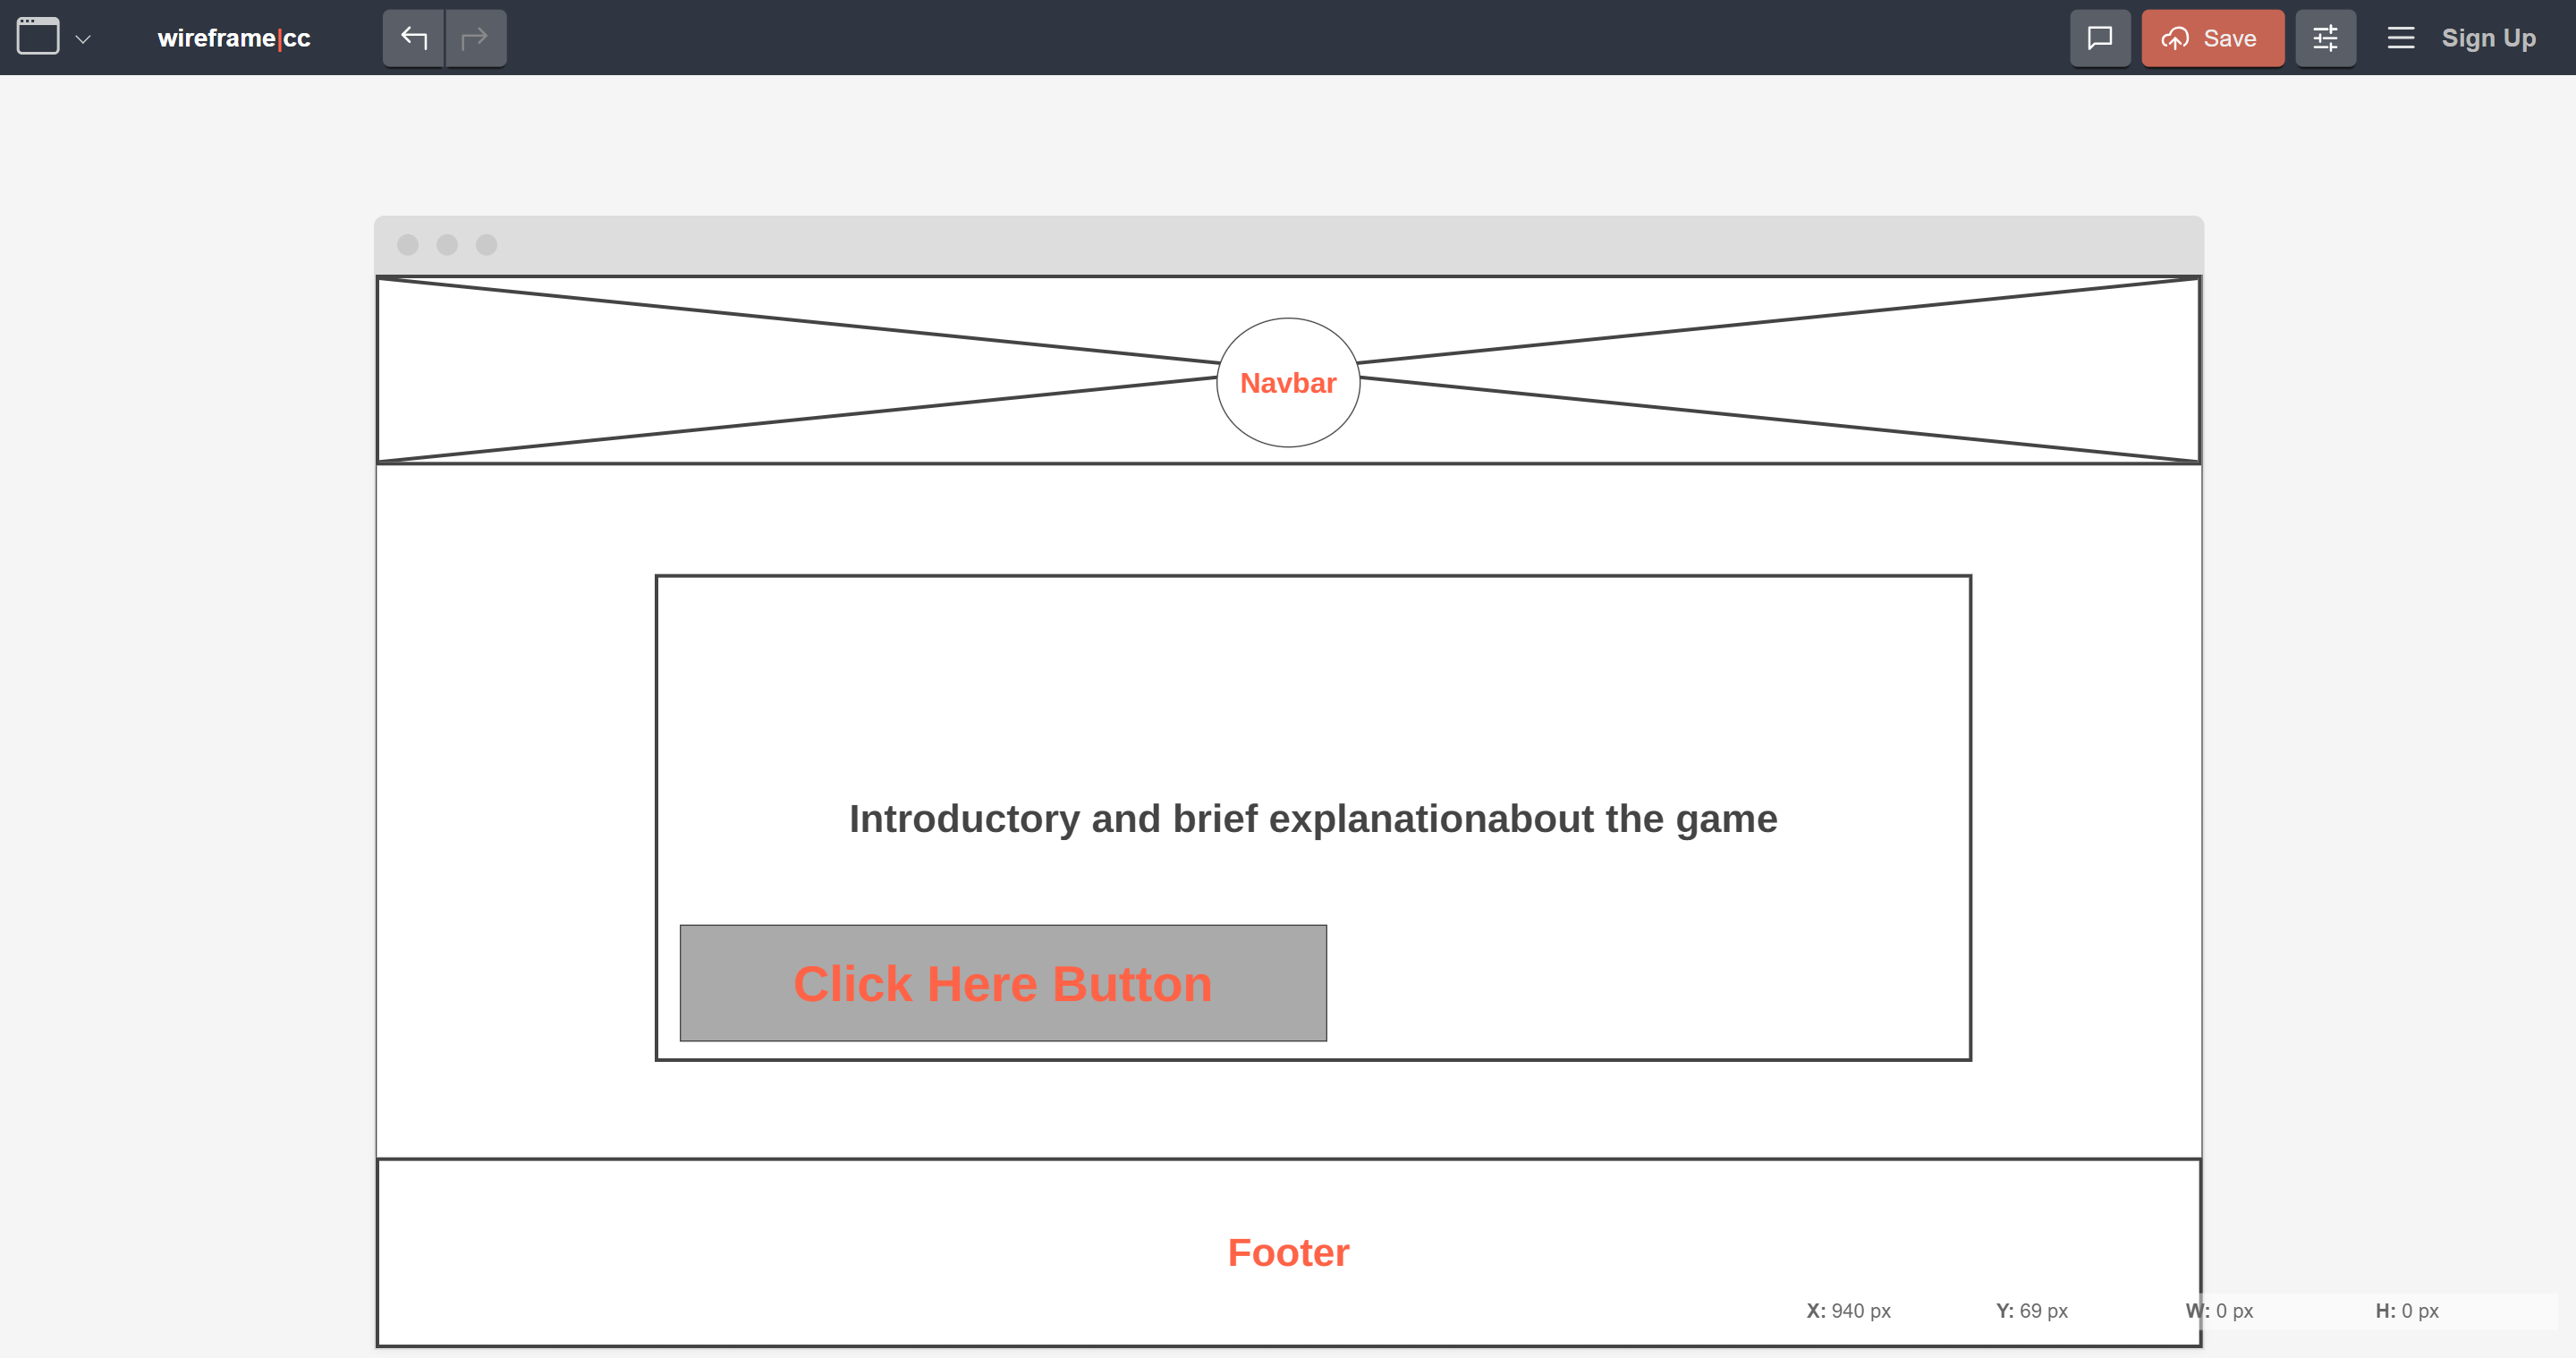 wireframe|cc
Save
Sign Up
Navbar
Introductory and brief explanationabout the game
Click Here Button
Footer
X: 940 px Y: 69 px W: 0 px H: 0 px